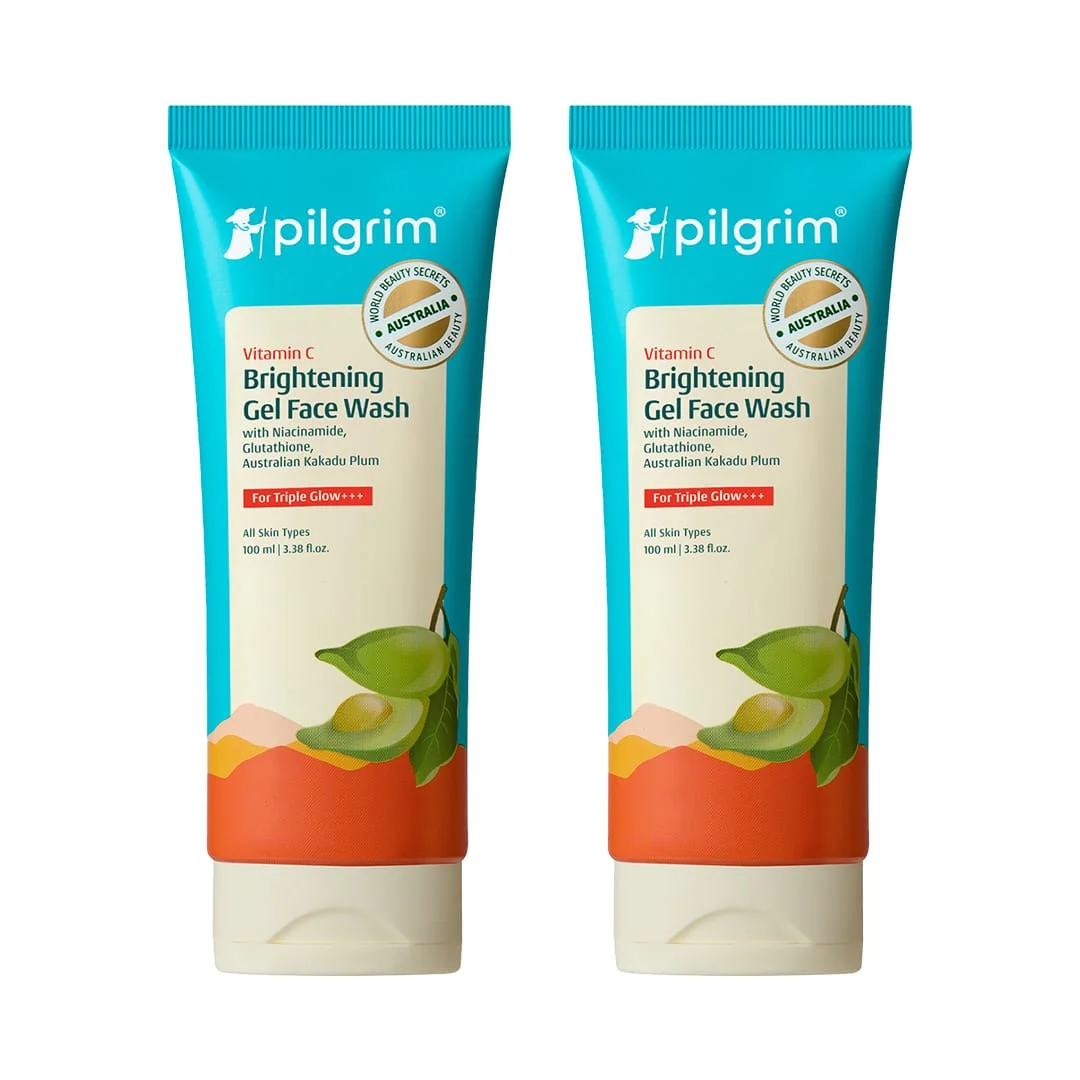 pilgrim®
WORLD BEAUTY SECRETS
• AUSTRALIA •
AUSTRALIAN BEAUTY
Vitamin C
Brightening
Gel Face Wash
with Niacinamide,
Glutathione,
Australian Kakadu Plum
For Triple Glow+++
All Skin Types
100 ml | 3.38 fl.oz.
pilgrim®
WORLD BEAUTY SECRETS
• AUSTRALIA •
AUSTRALIAN BEAUTY
Vitamin C
Brightening
Gel Face Wash
with Niacinamide,
Glutathione,
Australian Kakadu Plum
For Triple Glow+++
All Skin Types
100 ml | 3.38 fl.oz.